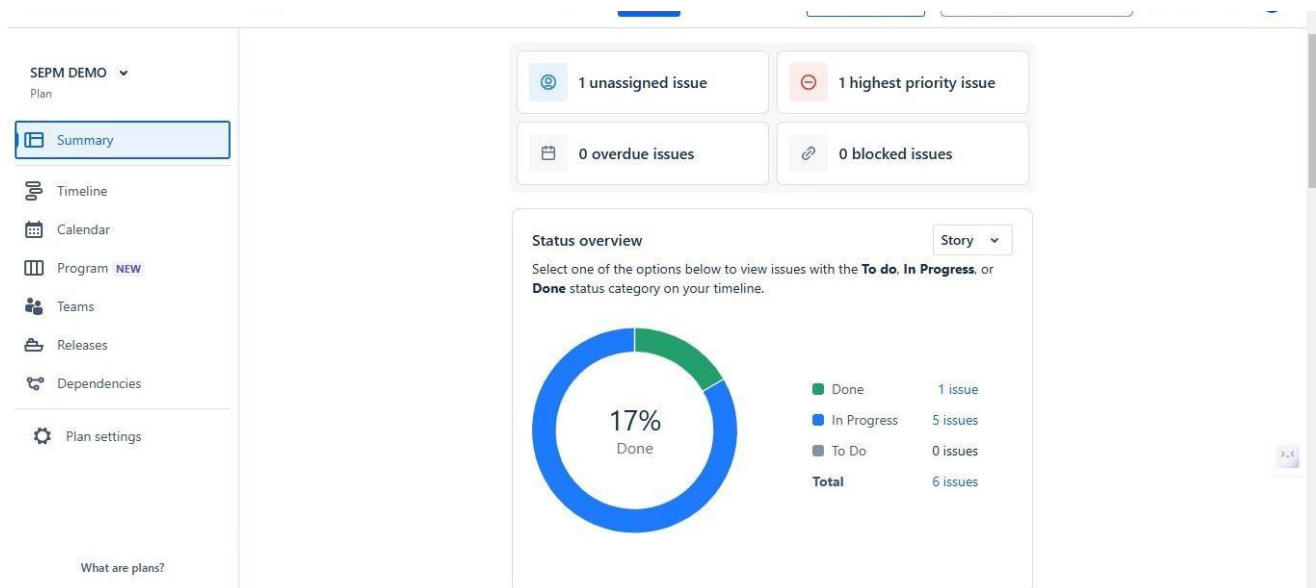 SEPM DEMO
Plan
Summary
Timeline
Calendar
Program NEW
Teams
Releases
Dependencies
Plan settings
What are plans?
1 unassigned issue
1 highest priority issue
0 overdue issues
0 blocked issues
Status overview
Story
Select one of the options below to view issues with the To do, In Progress, or
Done status category on your timeline.
17%
Done
Done 1 issue
In Progress 5 issues
To Do 0 issues
Total 6 issues